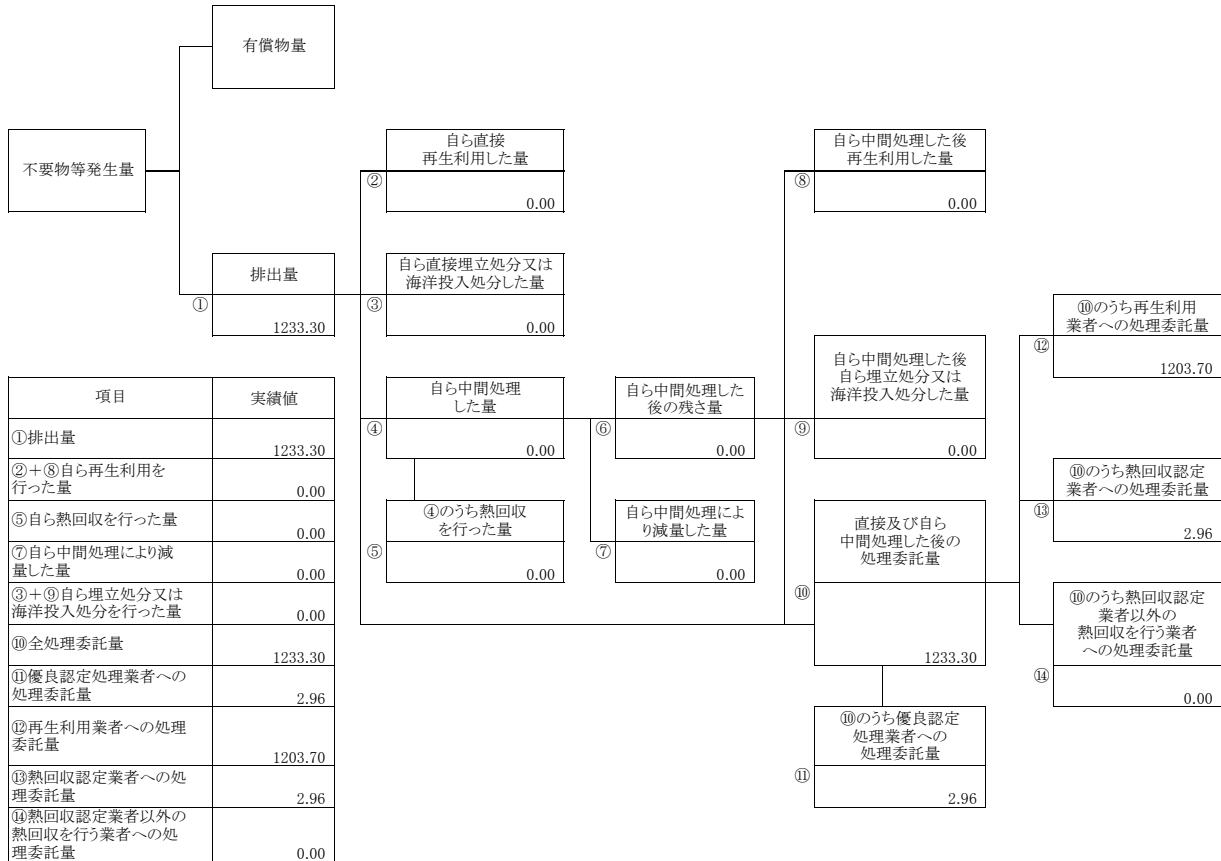 有償物量
不要物等発生量
自ら直接
再生利用した量
②
0.00
自ら中間処理した後
再生利用した量
⑧
0.00
排出量
①
1233.30
自ら直接埋立処分又は
海洋投入処分した量
③
0.00
⑩のうち再生利用
業者への処理委託量
⑫
1203.70
自ら中間処理した後
自ら埋立処分又は
海洋投入処分した量
⑨
0.00
自ら中間処理
した量
④
0.00
自ら中間処理した
後の残さ量
⑥
0.00
⑩のうち熱回収認定
業者への処理委託量
⑬
2.96
④のうち熱回収
を行った量
⑤
0.00
自ら中間処理によ
り減量した量
⑦
0.00
直接及び自ら
中間処理した後の
処理委託量
⑩
1233.30
⑩のうち熱回収認定
業者以外の
熱回収を行う業者
への処理委託量
⑭
0.00
⑩のうち優良認定
処理業者への
処理委託量
⑪
2.96
項目 実績値
①排出量 1233.30
②+⑧自ら再生利用を
行った量 0.00
⑤自ら熱回収を行った量 0.00
⑦自ら中間処理により減
量した量 0.00
③+⑨自ら埋立処分又は
海洋投入処分を行った量 0.00
⑩全処理委託量 1233.30
⑪優良認定処理業者への
処理委託量 2.96
⑫再生利用業者への処理
委託量 1203.70
⑬熱回収認定業者への処
理委託量 2.96
⑭熱回収認定業者以外の
熱回収を行う業者への処
理委託量 0.00